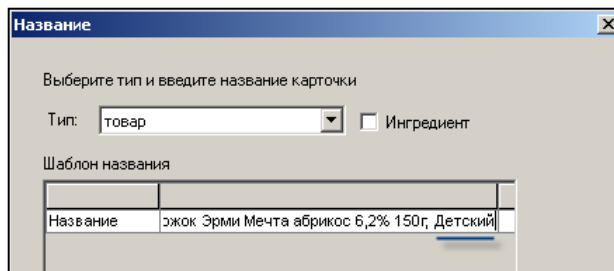 Название
Выберите тип и введите название карточки
Тип: товар Ингредиент
Шаблон названия
Название Эрми Мечта абрикос 6,2% 150г, Детский